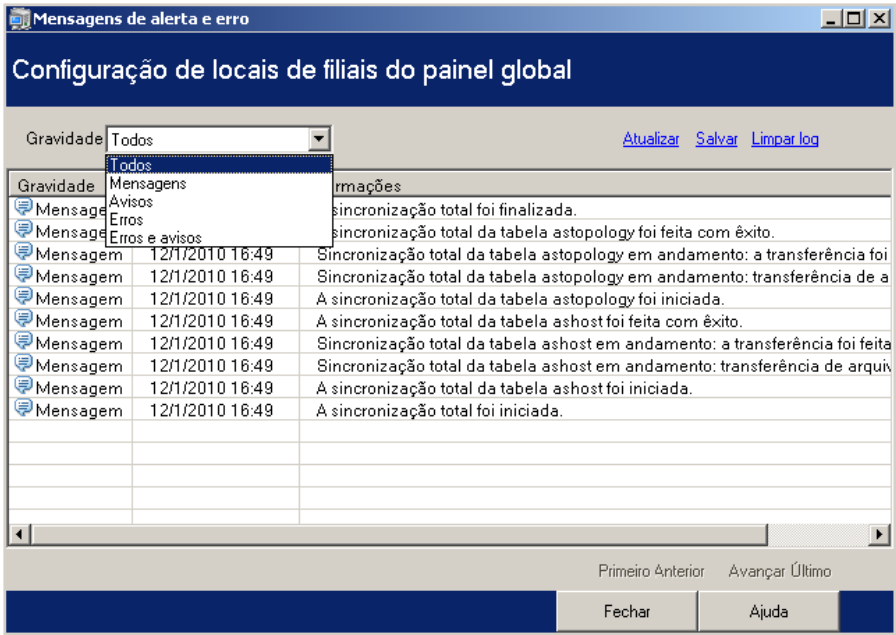 Mensagens de alerta e erro
Configuração de locais de filiais do painel global
Gravidade Todos Atualizar Salvar Limpar log
Todos
Mensagens
Avisos
Erros
Erros e avisos
Gravidade rmações
Mensage sincronização total foi finalizada.
Mensage sincronização total da tabela astopology foi feita com êxito.
Mensagem 12/1/2010 16:49 Sincronização total da tabela astopology em andamento: a transferência foi
Mensagem 12/1/2010 16:49 Sincronização total da tabela astopology em andamento: transferência de a
Mensagem 12/1/2010 16:49 A sincronização total da tabela astopology foi iniciada.
Mensagem 12/1/2010 16:49 A sincronização total da tabela ashost foi feita com êxito.
Mensagem 12/1/2010 16:49 Sincronização total da tabela ashost em andamento: a transferência foi feita
Mensagem 12/1/2010 16:49 Sincronização total da tabela ashost em andamento: transferência de arquiv
Mensagem 12/1/2010 16:49 A sincronização total da tabela ashost foi iniciada.
Mensagem 12/1/2010 16:49 A sincronização total foi iniciada.
Primeiro Anterior Avançar Último
Fechar Ajuda